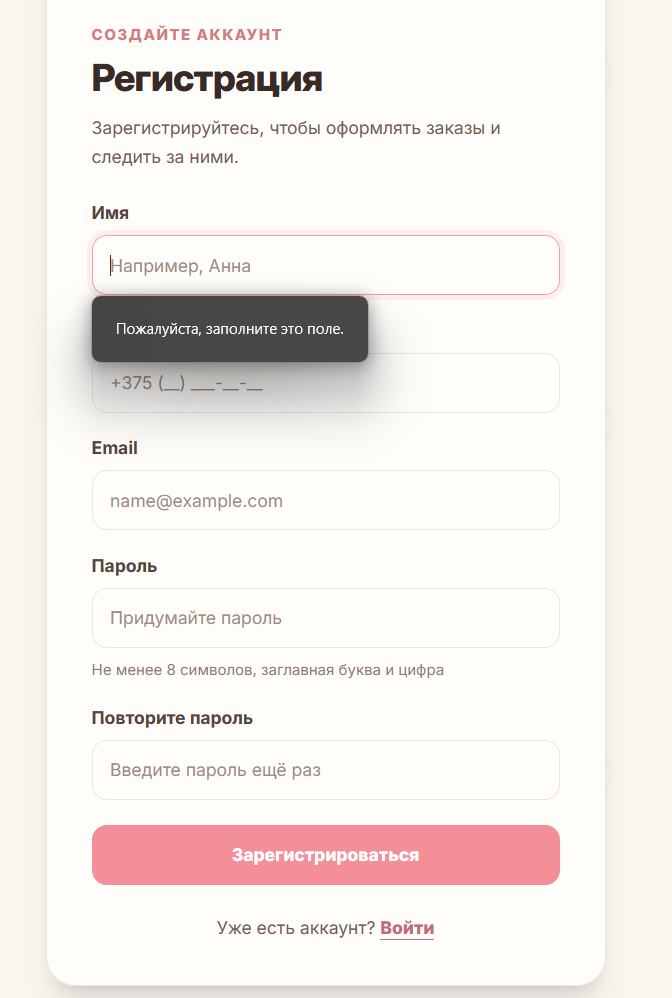 СОЗДАЙТЕ АККАУНТ
Регистрация
Зарегистрируйтесь, чтобы оформлять заказы и
следить за ними.
Имя
Например, Анна
Пожалуйста, заполните это поле.
+375 (__) ___-__-__
Email
name@example.com
Пароль
Придумайте пароль
Не менее 8 символов, заглавная буква и цифра
Повторите пароль
Введите пароль ещё раз
Зарегистрироваться
Уже есть аккаунт? Войти